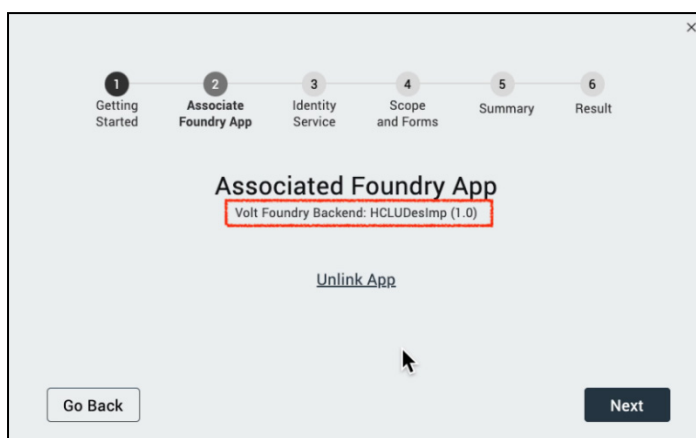 ×
1 2 3 4 5 6
Getting Associate Identity Scope Summary Result
Started Foundry App Service and Forms
Associated Foundry App
Volt Foundry Backend: HCLUDesImp (1.0)
Unlink App
Go Back Next